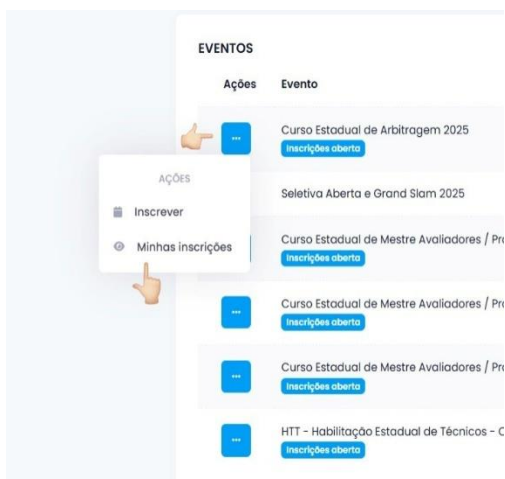 EVENTOS
Ações Evento
Curso Estadual de Arbitragem 2025
Inscrições aberta
AÇÕES
Inscrever
Minhas inscrições
Seletiva Aberta e Grand Slam 2025
Curso Estadual de Mestre Avaliadores / Pr
Inscrições aberta
Curso Estadual de Mestre Avaliadores / Pr
Inscrições aberta
Curso Estadual de Mestre Avaliadores / Pr
Inscrições aberta
HTT - Habilitação Estadual de Técnicos -
Inscrições aberta